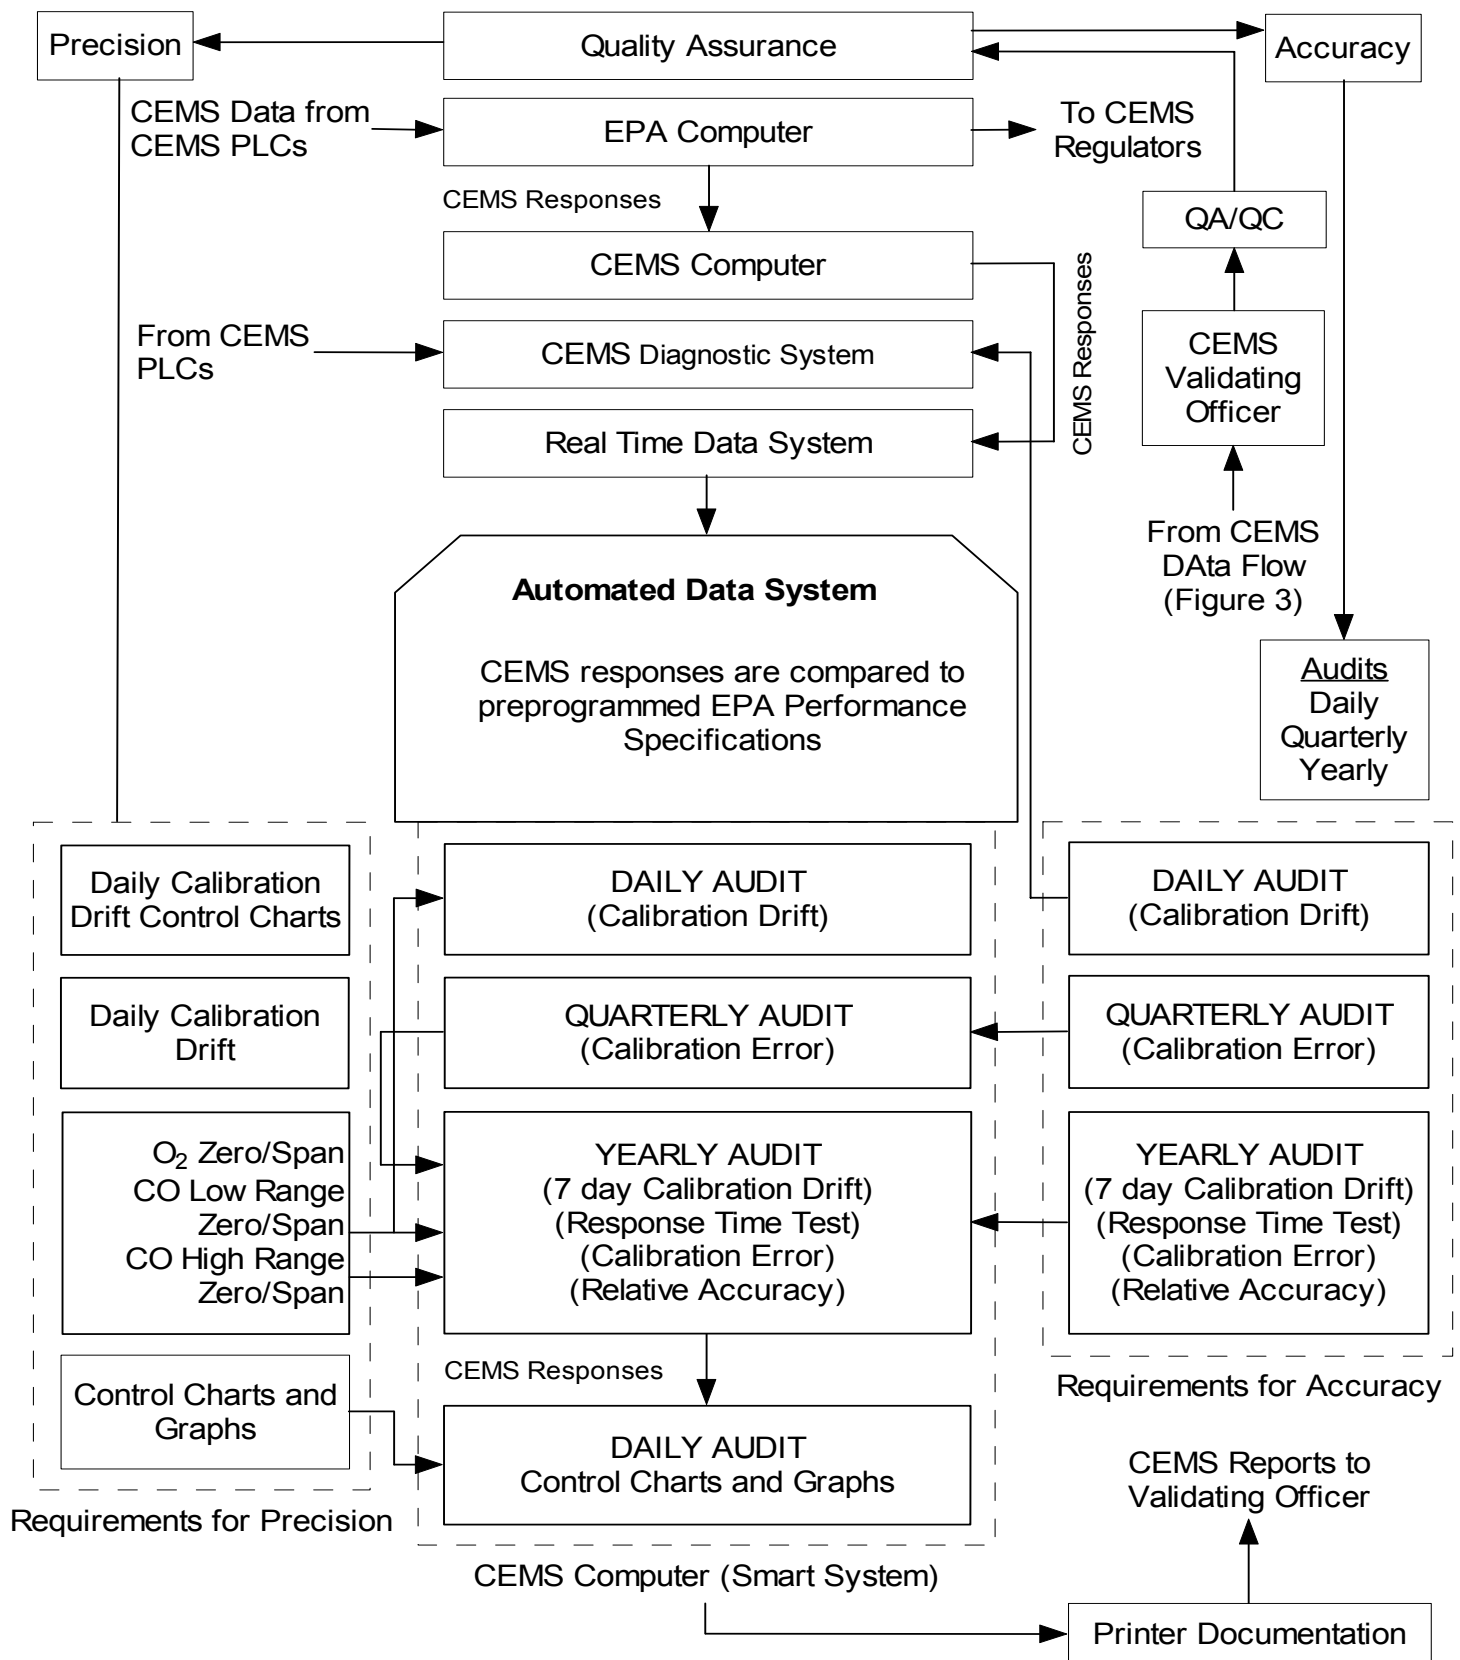 Precision
Quality Assurance
Accuracy
CEMS Data from
CEMS PLCs
EPA Computer
To CEMS
Regulators
CEMS Responses
QA/QC
CEMS Computer
CEMS Responses
From CEMS
PLCs
CEMS Diagnostic System
CEMS
Validating
Officer
Real Time Data System
From CEMS
DAta Flow
(Figure 3)
Automated Data System
CEMS responses are compared to
preprogrammed EPA Performance
Specifications
Audits
Daily
Quarterly
Yearly
Daily Calibration
Drift Control Charts
Daily Calibration
Drift
O2 Zero/Span
CO Low Range
Zero/Span
CO High Range
Zero/Span
Control Charts and
Graphs
Requirements for Precision
DAILY AUDIT
(Calibration Drift)
QUARTERLY AUDIT
(Calibration Error)
YEARLY AUDIT
(7 day Calibration Drift)
(Response Time Test)
(Calibration Error)
(Relative Accuracy)
CEMS Responses
DAILY AUDIT
Control Charts and Graphs
CEMS Computer (Smart System)
DAILY AUDIT
(Calibration Drift)
QUARTERLY AUDIT
(Calibration Error)
YEARLY AUDIT
(7 day Calibration Drift)
(Response Time Test)
(Calibration Error)
(Relative Accuracy)
Requirements for Accuracy
CEMS Reports to
Validating Officer
Printer Documentation